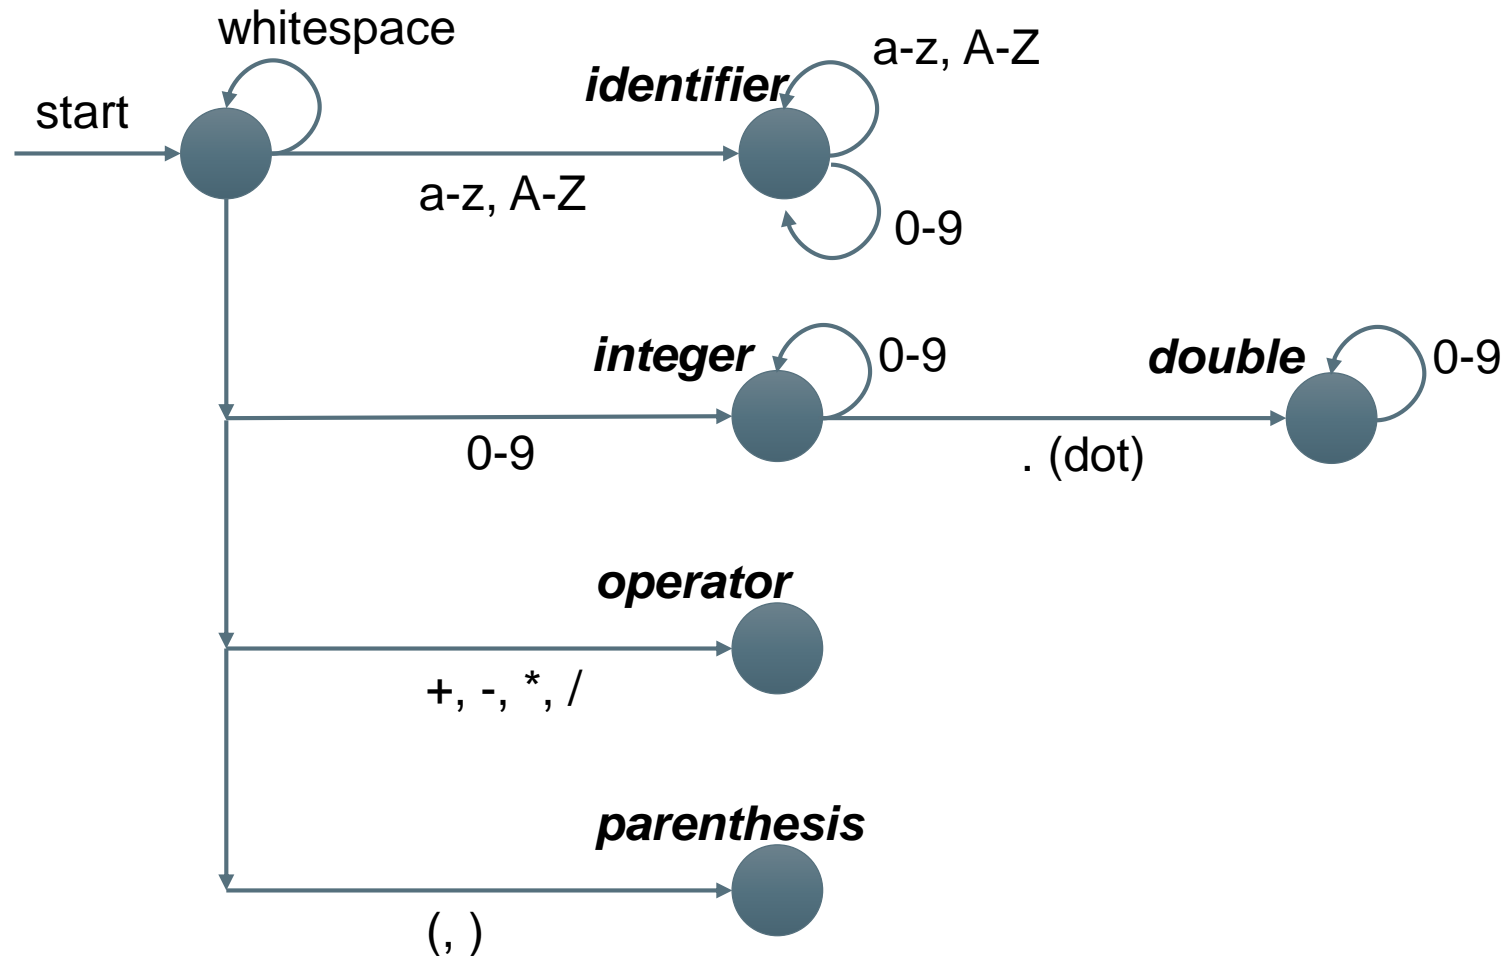 whitespace
start
identifier
a-z, A-Z
a-z, A-Z
0-9
integer
0-9
double
0-9
0-9
. (dot)
operator
+, -, *, /
parenthesis
(, )